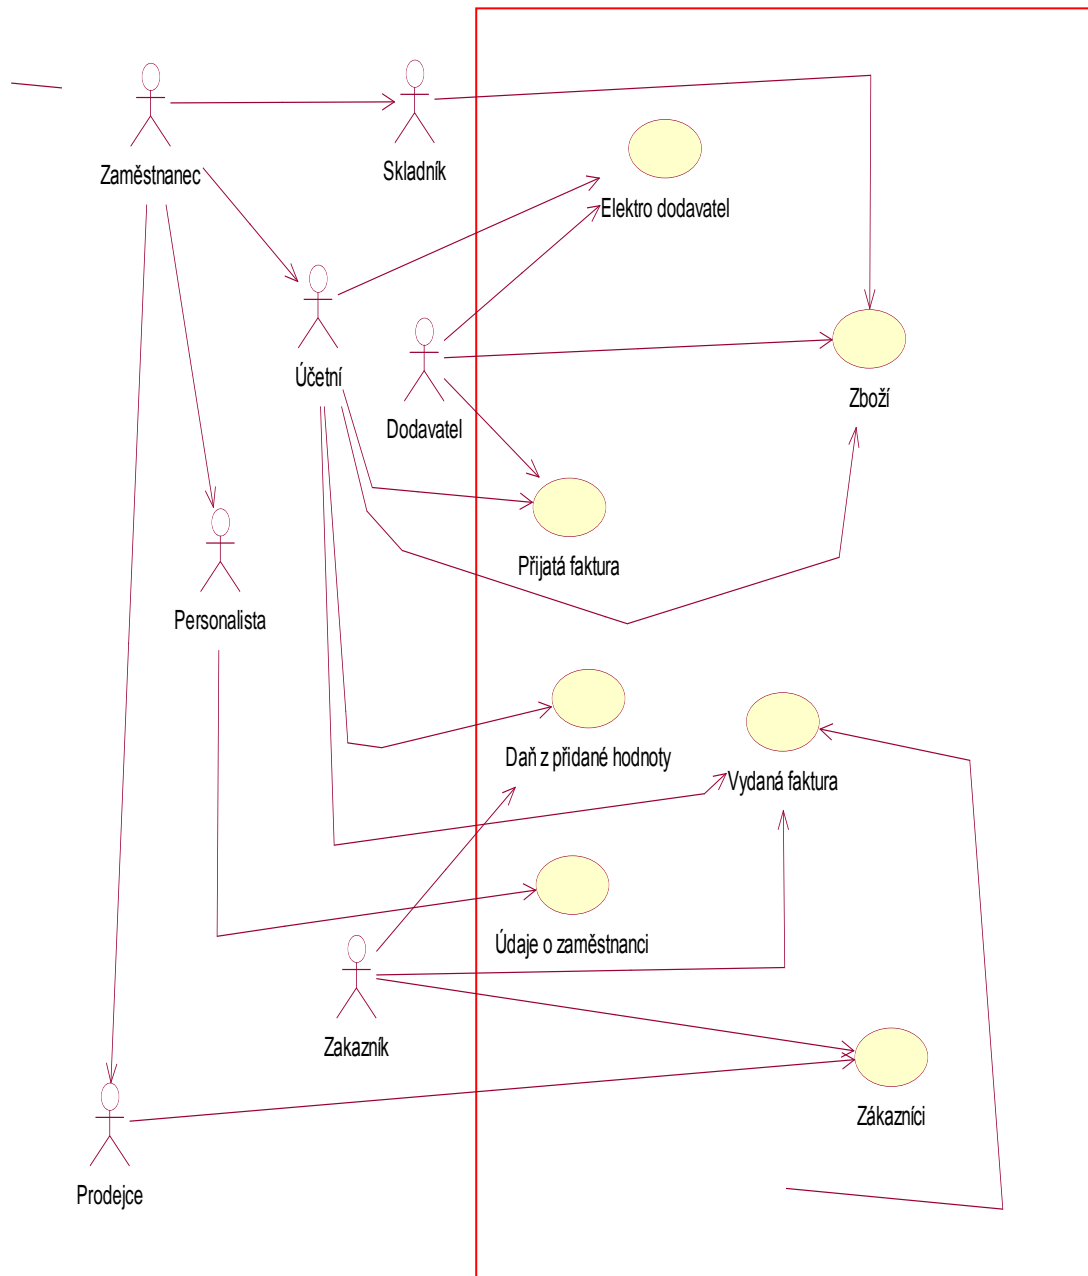 Zaměstnanec
Skladník
Elektro dodavatel
Účetní
Dodavatel
Zboží
Přijatá faktura
Personalista
Daň z přidané hodnoty
Vydaná faktura
Údaje o zaměstnanci
Zakazník
Zákazníci
Prodejce